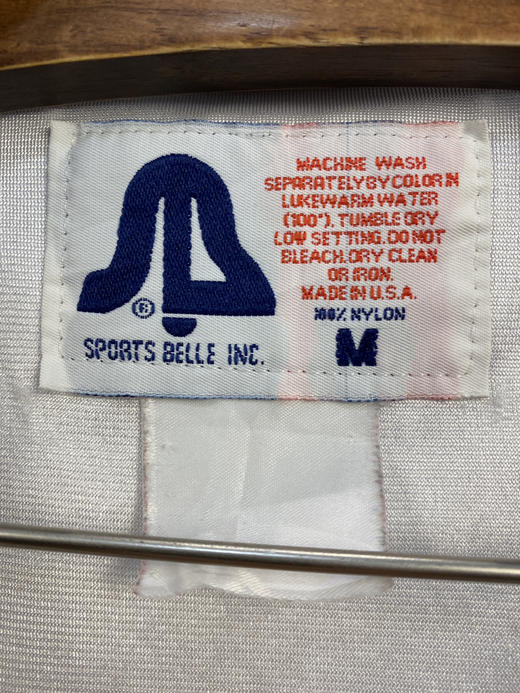 MACHINE WASH
SEPARATELY BY COLOR IN
LUKEWARM WATER
(100°). TUMBLE DRY
LOW SETTING. DO NOT
BLEACH. DRY CLEAN
OR IRON.
MADE IN U.S.A.
100% NYLON
M
®
SPORTS BELLE INC.